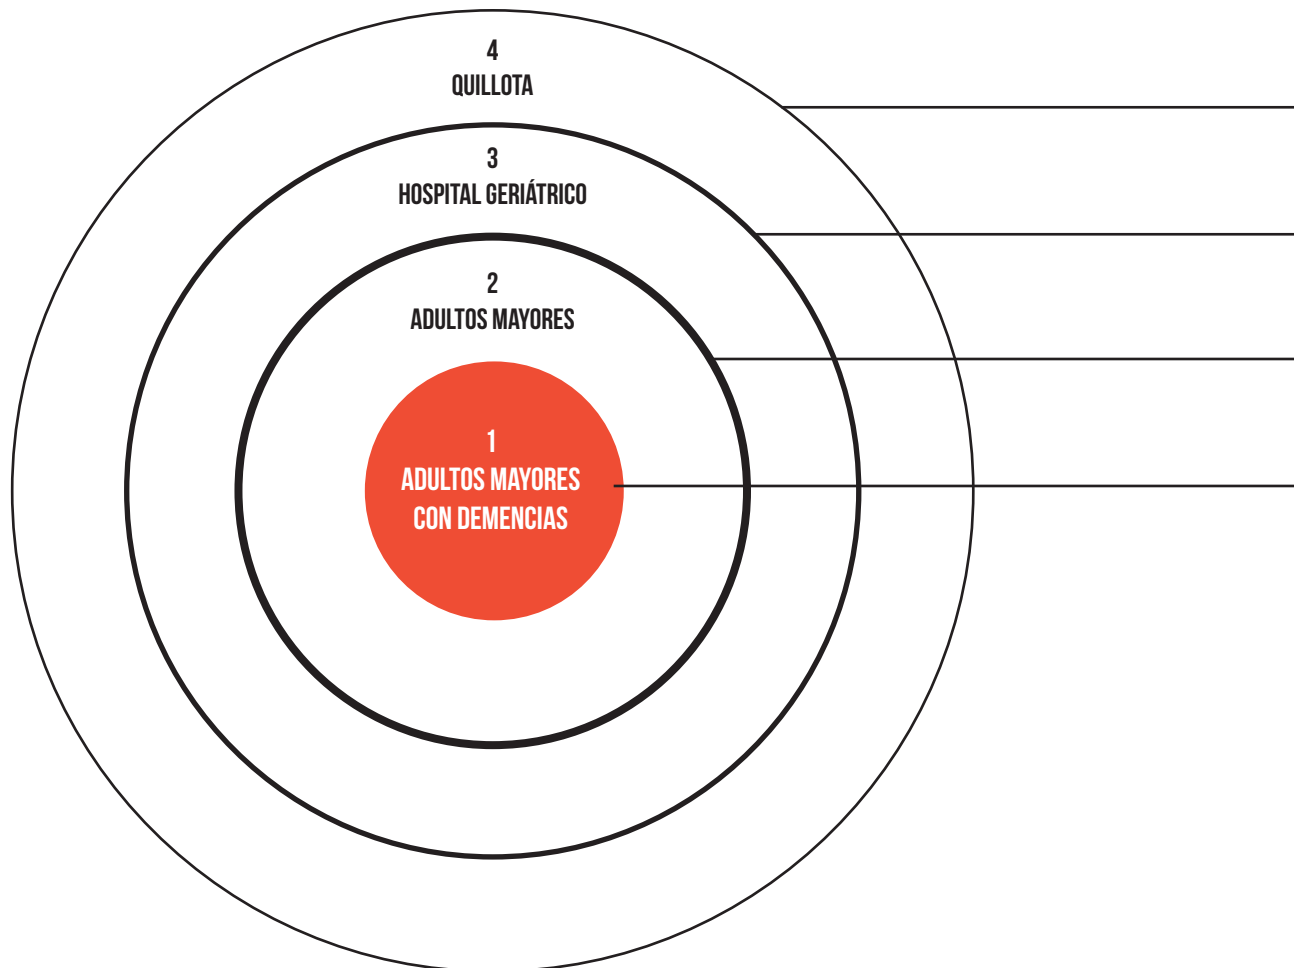 4
QUILLOTA
3
HOSPITAL GERIÁTRICO
2
ADULTOS MAYORES
1
ADULTOS MAYORES
CON DEMENCIAS